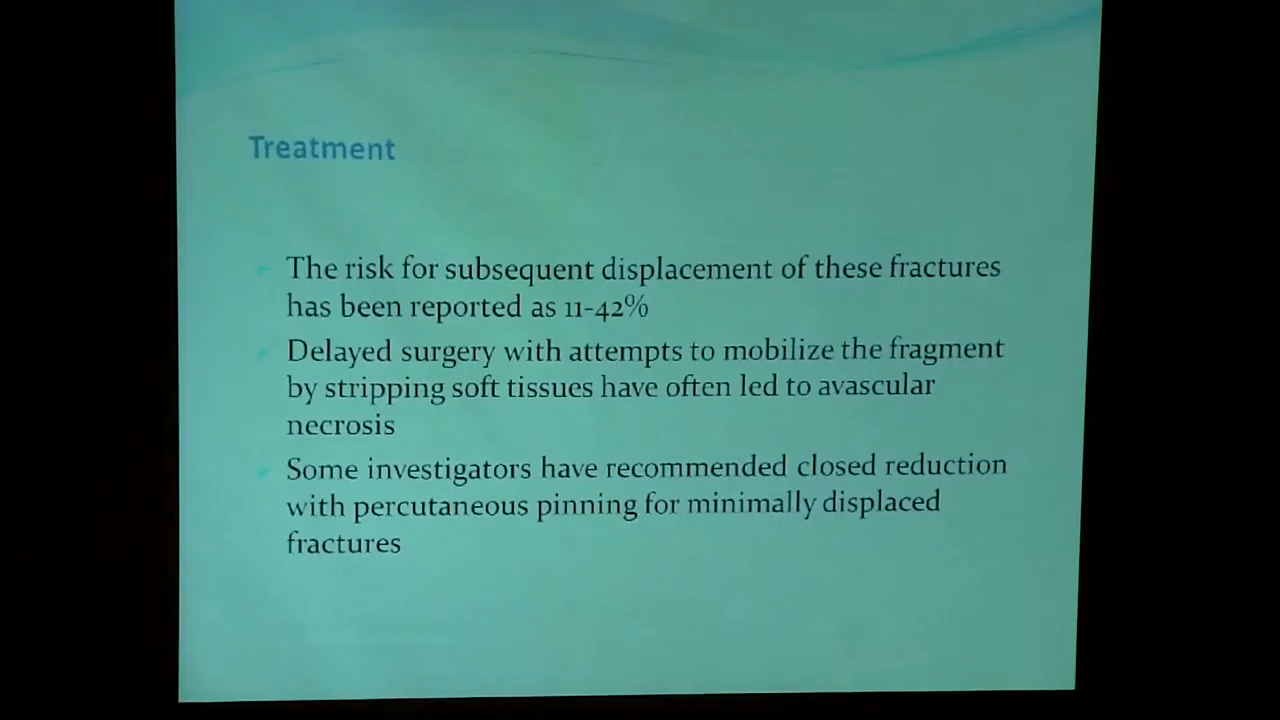 Treatment
The risk for subsequent displacement of these fractures
has been reported as 11-42%
Delayed surgery with attempts to mobilize the fragment
by stripping soft tissues have often led to avascular
necrosis
Some investigators have recommended closed reduction
with percutaneous pinning for minimally displaced
fractures